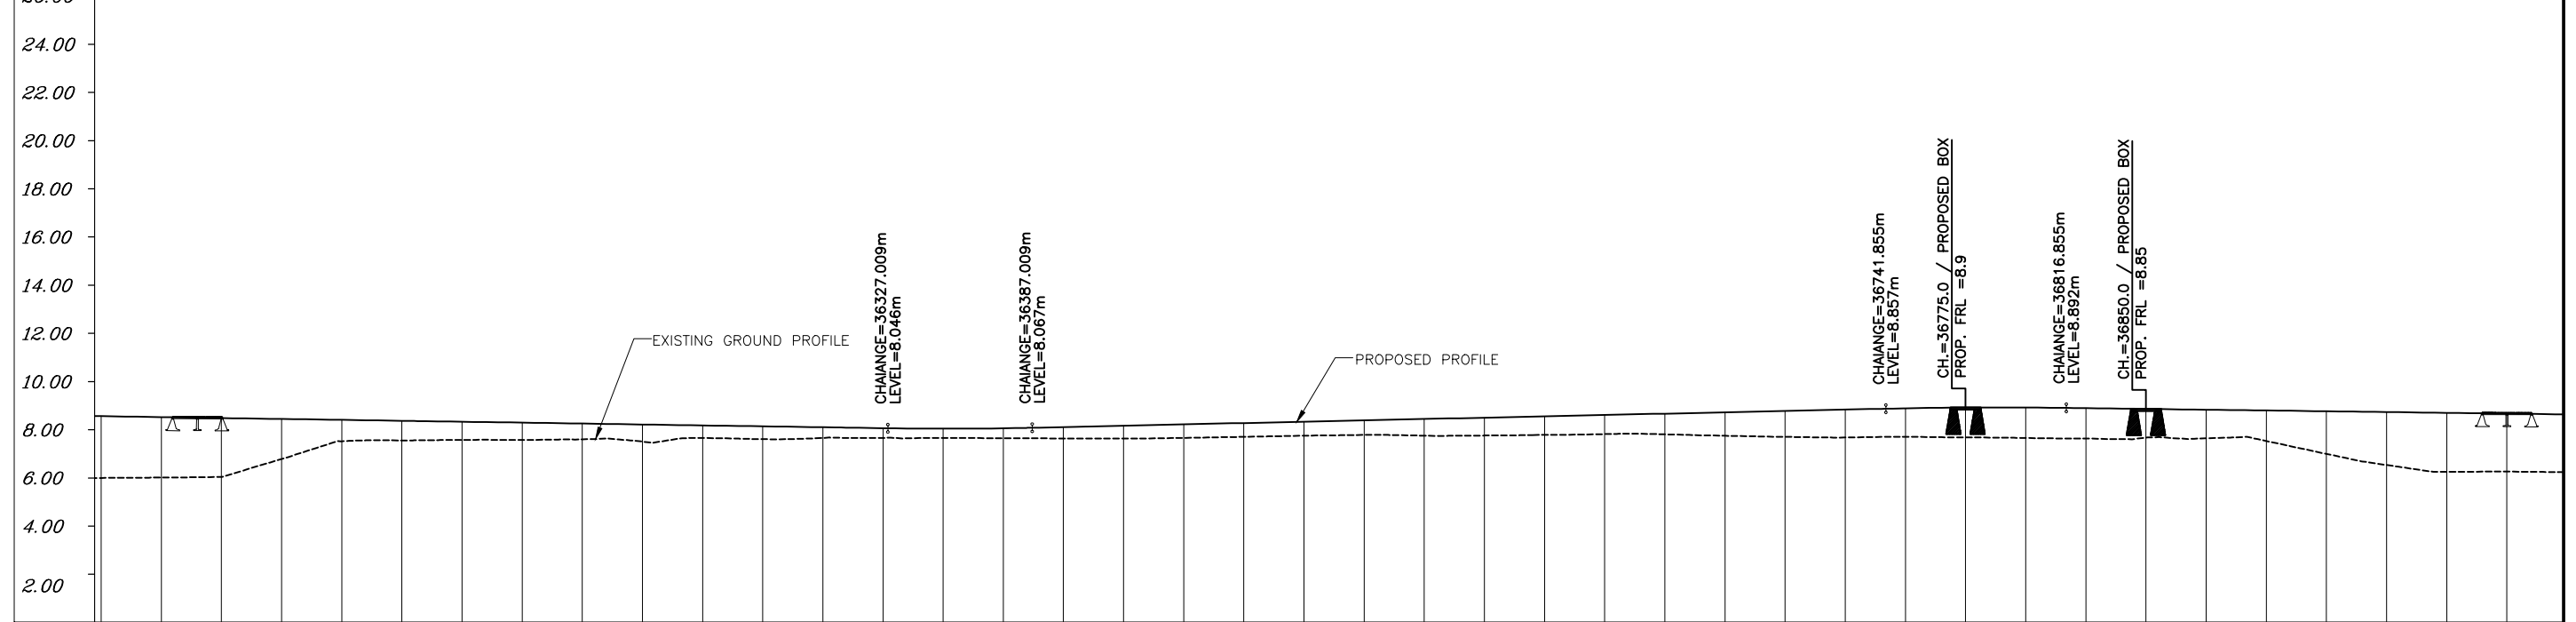 24.00
22.00
20.00
18.00
16.00
14.00
12.00
10.00
8.00
6.00
4.00
2.00
EXISTING GROUND PROFILE
CHAIANGE=36327.009m
LEVEL=8.046m
CHAIANGE=36387.009m
LEVEL=8.067m
PROPOSED PROFILE
CHAIANGE=36741.855m
LEVEL=8.857m
CH.=36775.0 / PROPOSED BOX
PROP. FRL =8.9
CHAIANGE=36816.855m
LEVEL=8.892m
CH.=36850.0 / PROPOSED BOX
PROP. FRL =8.85